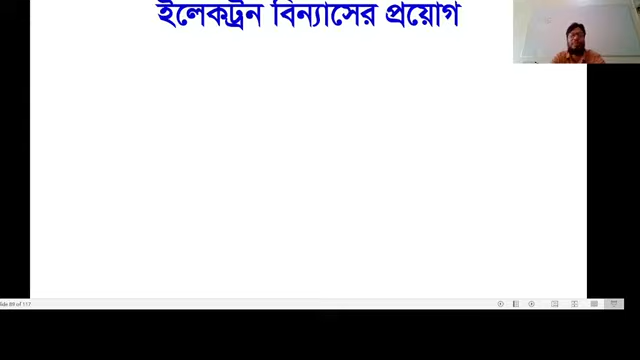 ইলেকট্রন বিন্যাসের প্রয়োগ